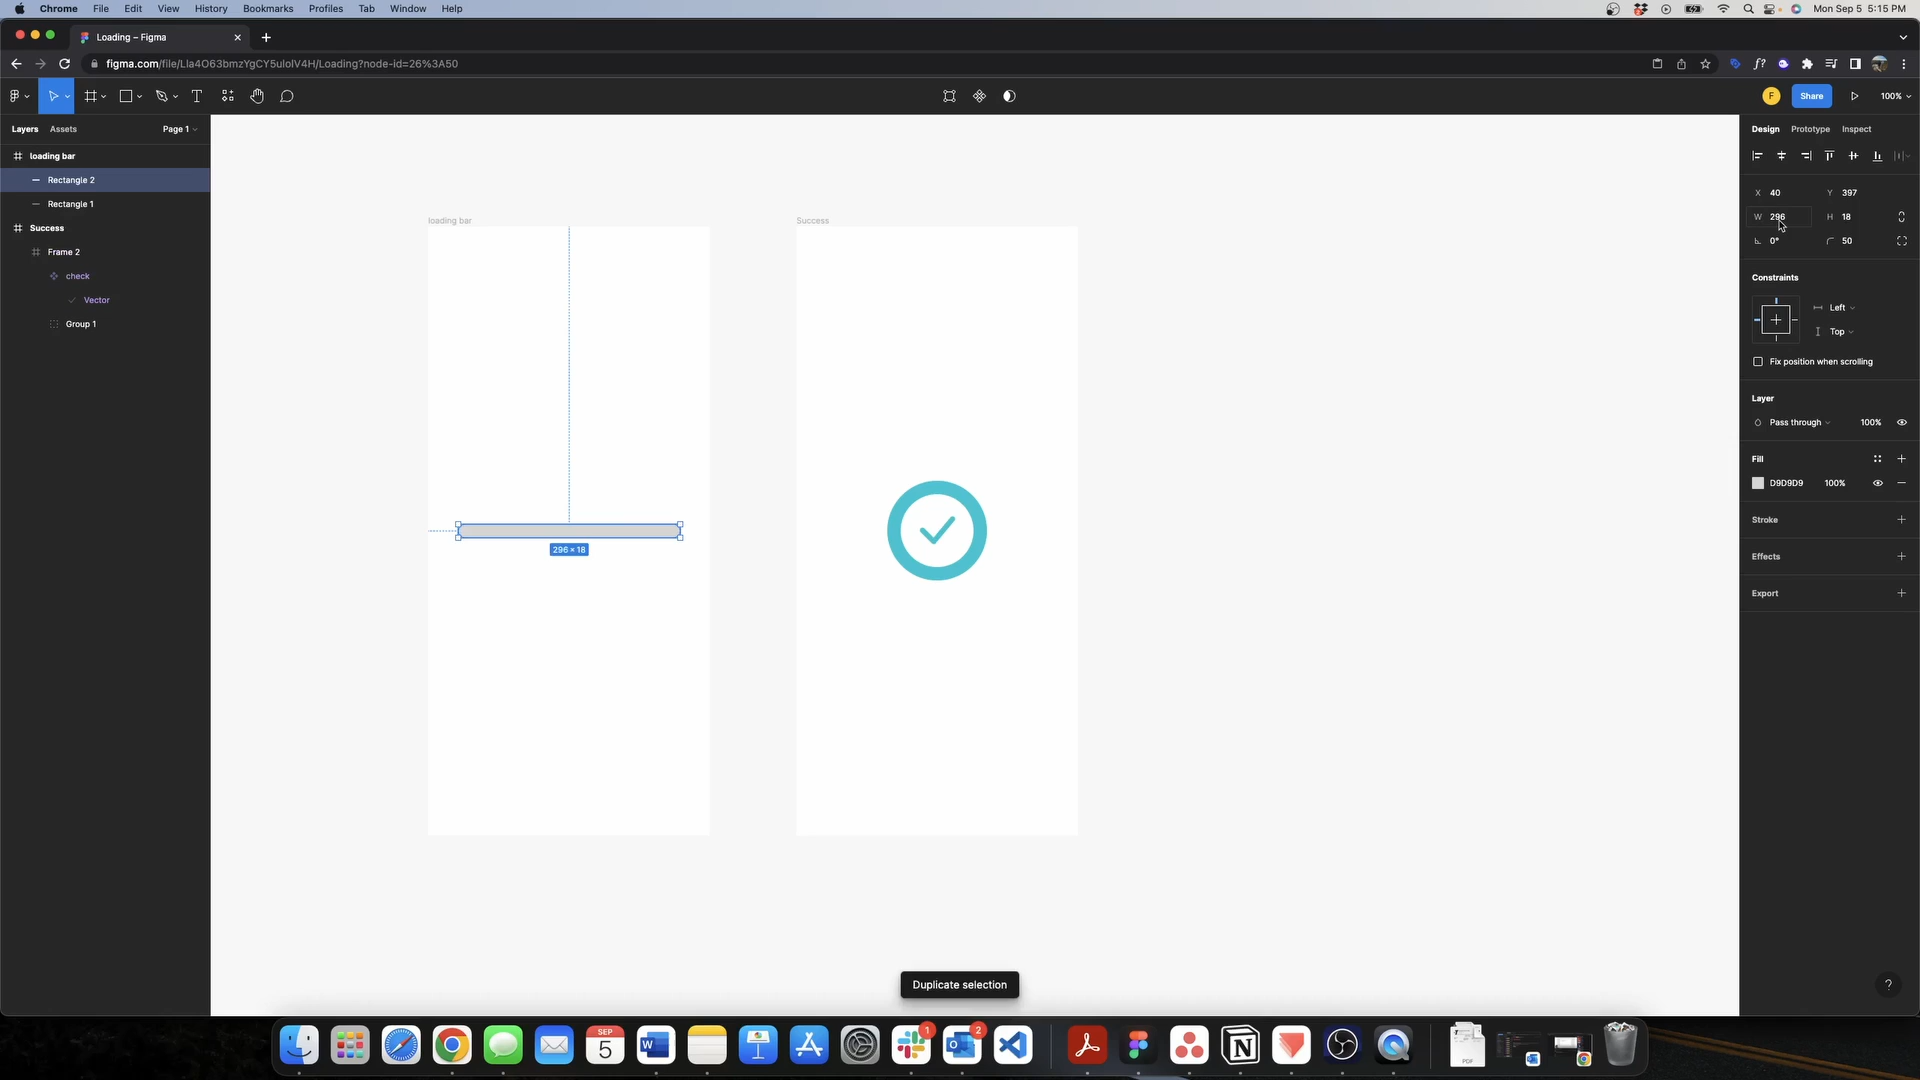 Chrome File Edit View History Bookmarks Profiles Tab Window Help Mon Sep 5 5:15 PM
Loading – Figma
figma.com/file/LIa4O63bmzYgCY5uloIV4H/Loading?node-id=26%3A50
F Share 100%
Layers Assets Page 1
Design Prototype Inspect
loading bar
Rectangle 2
Rectangle 1
Success
Frame 2
check
Vector
Group 1
loading bar
Success
296 × 18
X 40 Y 397
W 296 H 18
0° 50
Constraints
Left
Top
Fix position when scrolling
Layer
Pass through 100%
Fill
D9D9D9 100%
Stroke
Effects
Export
?
Duplicate selection
SEP
5
W
1
2
PDF